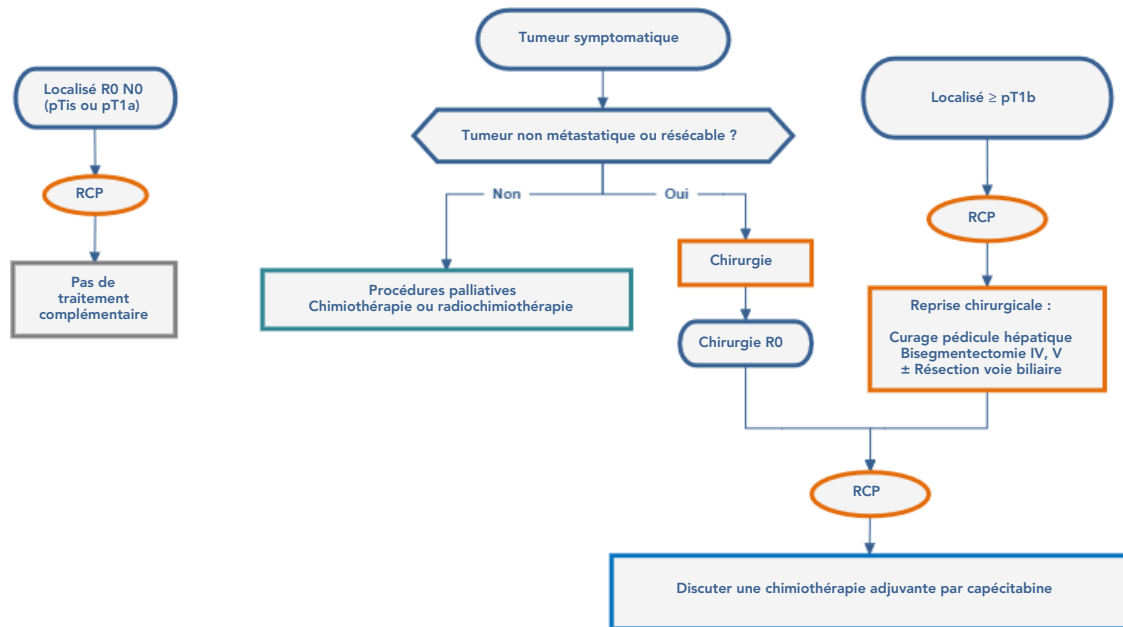 Localisé R0 N0
(pTis ou pT1a)
RCP
Pas de
traitement
complémentaire
Tumeur symptomatique
Tumeur non métastatique ou résécable ?
Non
Oui
Procédures palliatives
Chimiothérapie ou radiochimiothérapie
Chirurgie
Chirurgie R0
Localisé ≥ pT1b
RCP
Reprise chirurgicale :
Curage pédicule hépatique
Bisegmentectomie IV, V
± Résection voie biliaire
RCP
Discuter une chimiothérapie adjuvante par capécitabine